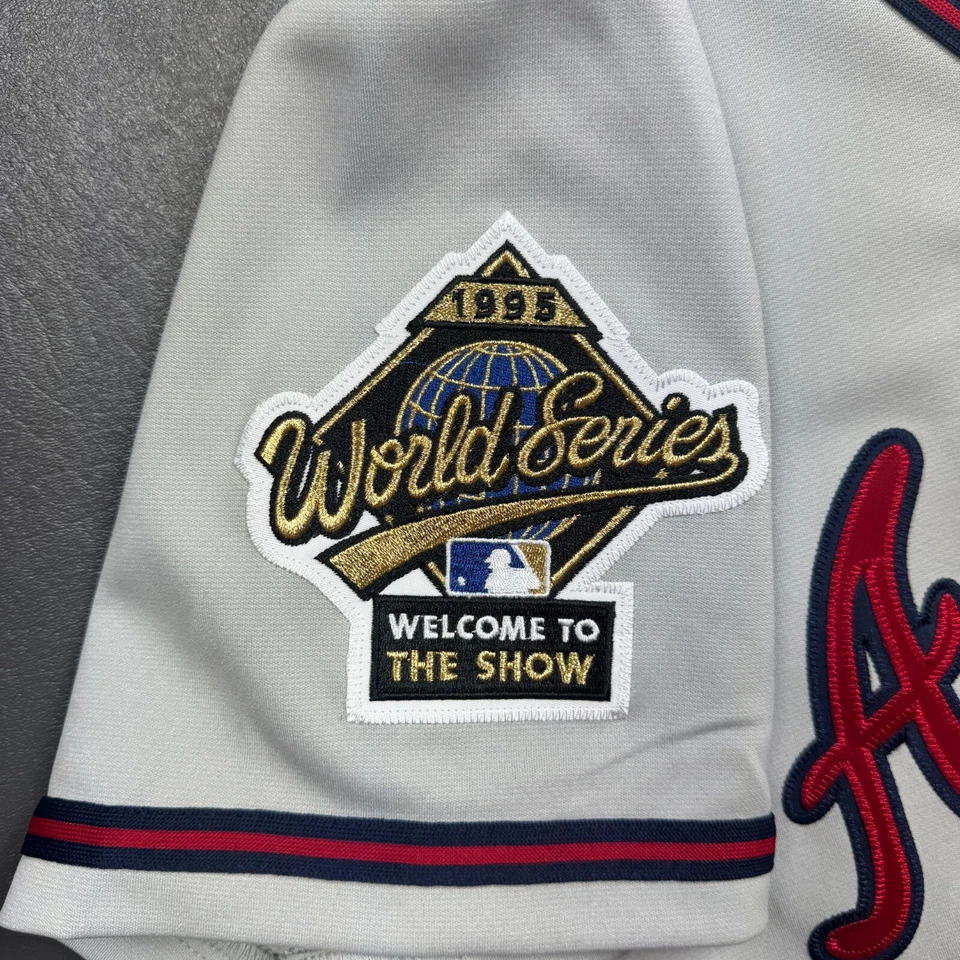 1995
World Series
WELCOME TO
THE SHOW
A